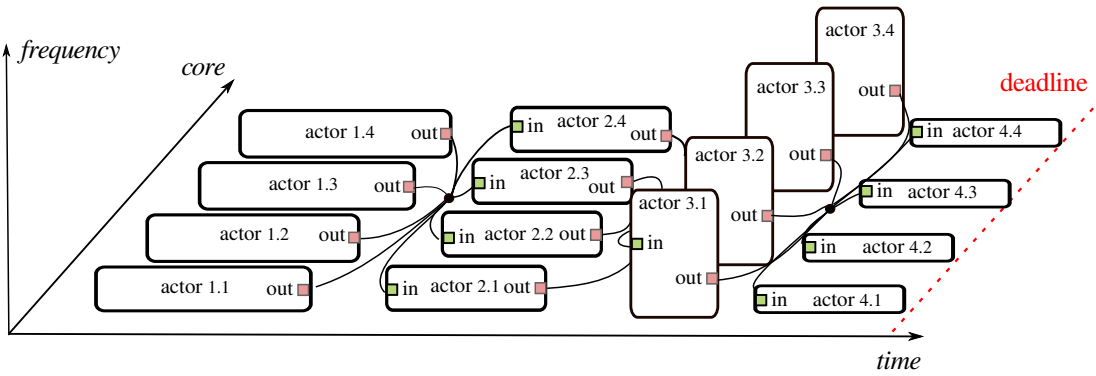 frequency
core
deadline
actor 1.4 out
actor 1.3 out
actor 1.2 out
actor 1.1 out
in actor 2.4 out
in actor 2.3 out
in actor 2.2 out
in actor 2.1 out
actor 3.4
out
actor 3.3
out
actor 3.2
out
actor 3.1
in
out
in actor 4.4
in actor 4.3
in actor 4.2
in actor 4.1
time